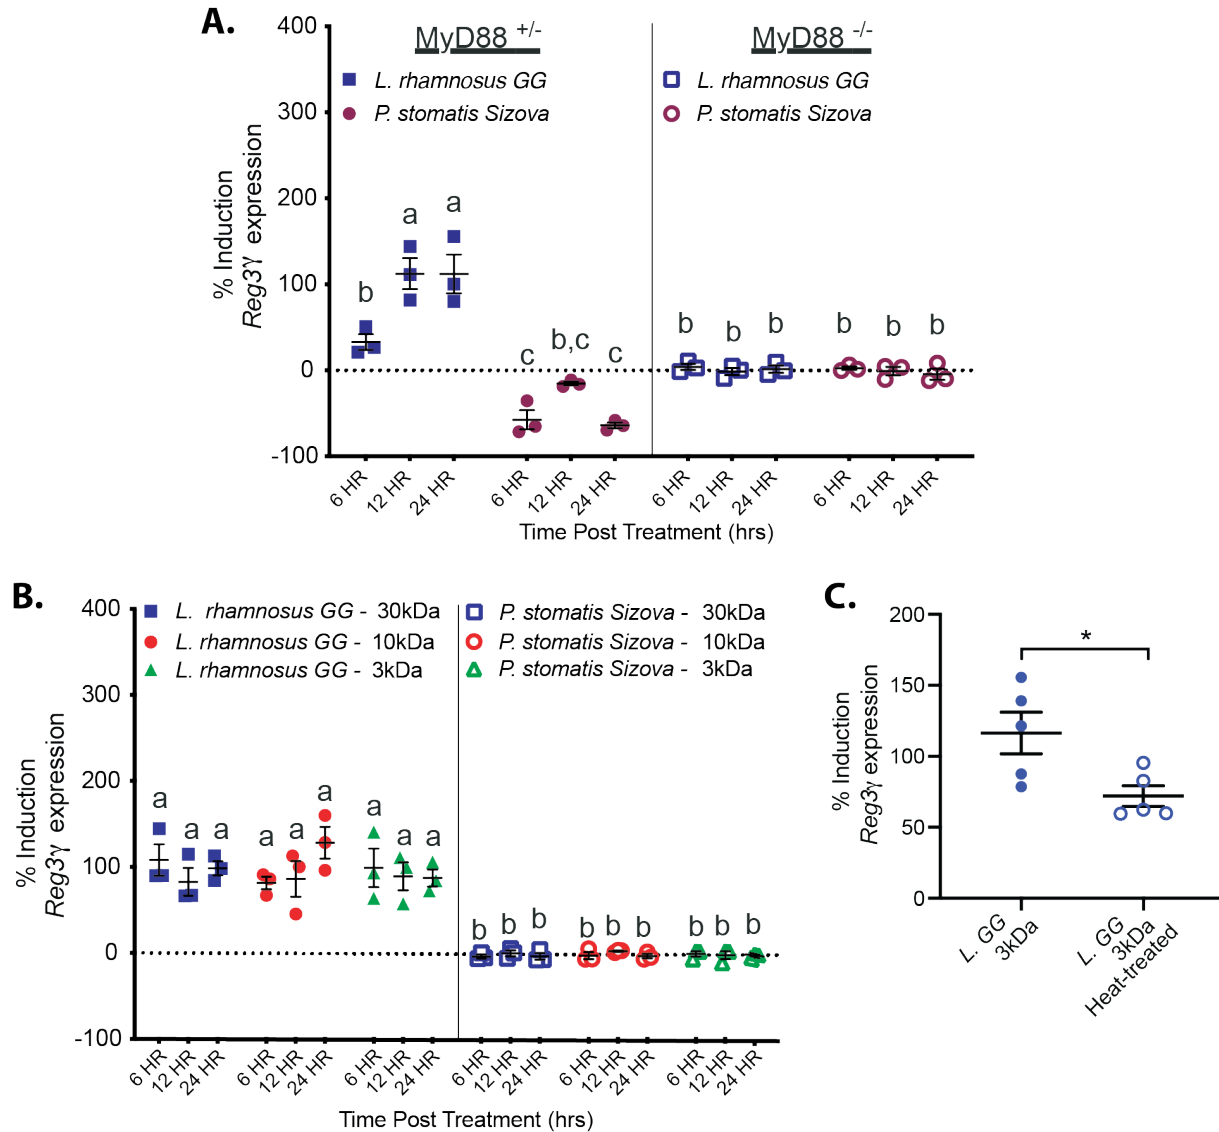 A.
MyD88 +/-
MyD88 -/-
L. rhamnosus GG
P. stomatis Sizova
L. rhamnosus GG
P. stomatis Sizova
% Induction
Reg3γ expression
400
300
200
100
0
-100
a
a
b
c
b,c
c
b
b
b
b
b
b
6 HR
12 HR
24 HR
6 HR
12 HR
24 HR
6 HR
12 HR
24 HR
6 HR
12 HR
24 HR
Time Post Treatment (hrs)
B.
L. rhamnosus GG - 30kDa
L. rhamnosus GG - 10kDa
L. rhamnosus GG - 3kDa
P. stomatis Sizova - 30kDa
P. stomatis Sizova - 10kDa
P. stomatis Sizova - 3kDa
% Induction
Reg3γ expression
400
300
200
100
0
-100
a
a
a
a
a
a
a
a
a
b
b
b
b
b
b
b
b
b
6 HR
12 HR
24 HR
6 HR
12 HR
24 HR
6 HR
12 HR
24 HR
6 HR
12 HR
24 HR
6 HR
12 HR
24 HR
6 HR
12 HR
24 HR
Time Post Treatment (hrs)
C.
% Induction
Reg3γ expression
200
150
100
50
0
*
L. GG
3kDa
L. GG
3kDa
Heat-treated